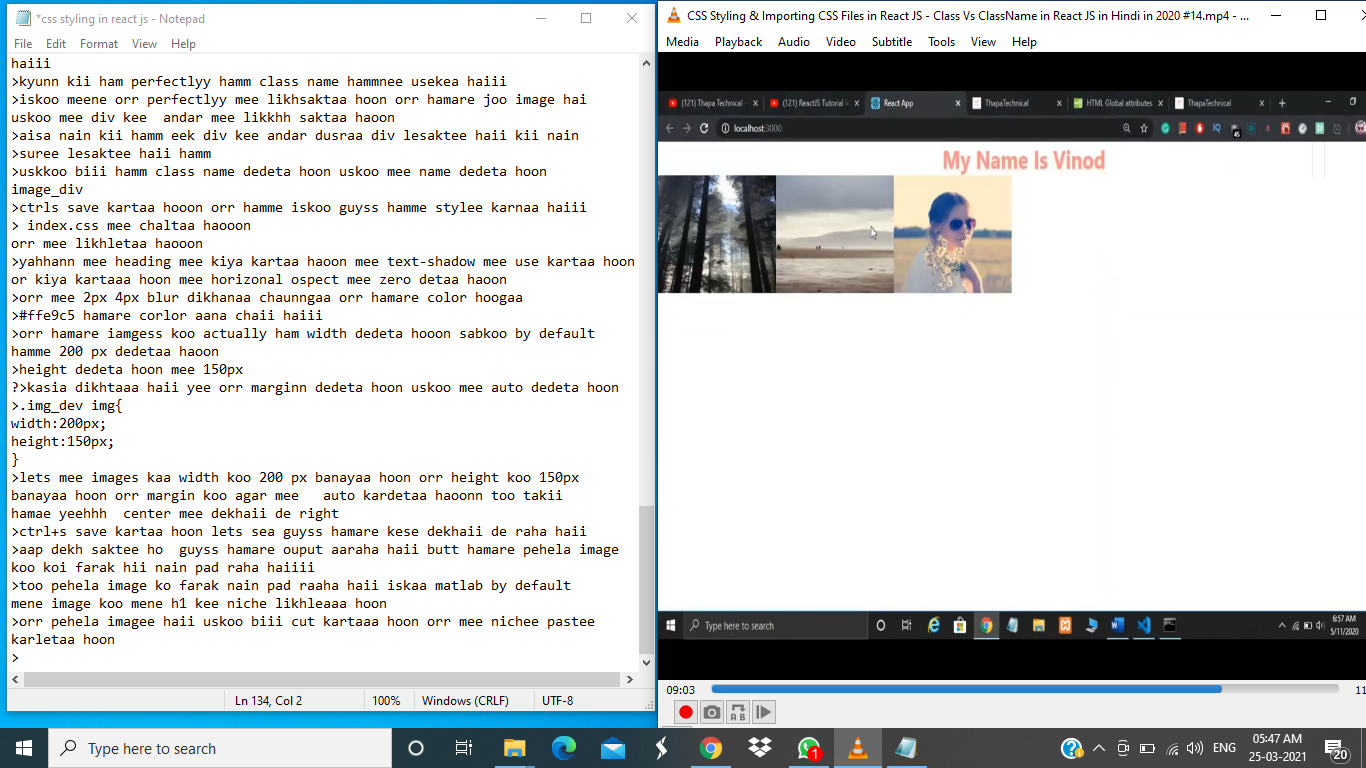 *css styling in react js - Notepad
File Edit Format View Help
haiii
>kyunn kii ham perfectlyy hamm class name hammnee usekea haiii
>iskoo meene orr perfectlyy mee likhsaktaa hoon orr hamare joo image hai
uskoo mee div kee  andar mee likkhh saktaa haoon
>aisa nain kii hamm eek div kee andar dusraa div lesaktee haii kii nain
>suree lesaktee haii hamm
>uskkoo biii hamm class name dedeta hoon uskoo mee name dedeta hoon
image_div
>ctrls save kartaa hooon orr hamme iskoo guyss hamme stylee karnaa haiii
> index.css mee chaltaa haooon
orr mee likhletaa haooon
>yahhann mee heading mee kiya kartaa haoon mee text-shadow mee use kartaa hoon
or kiya kartaaa hoon mee horizonal ospect mee zero detaa haoon
>orr mee 2px 4px blur dikhanaa chaunngaa orr hamare color hoogaa
>#ffe9c5 hamare corlor aana chaii haiii
>orr hamare iamgess koo actually ham width dedeta hooon sabkoo by default
hamme 200 px dedetaa haoon
>height dedeta hoon mee 150px
?>kasia dikhtaaa haii yee orr marginn dedeta hoon uskoo mee auto dedeta hoon
>.img_dev img{
width:200px;
height:150px;
}
>lets mee images kaa width koo 200 px banayaa hoon orr height koo 150px
banayaa hoon orr margin koo agar mee   auto kardetaa haoonn too takii
hamae yeehhh  center mee dekhaii de right
>ctrl+s save kartaa hoon lets sea guyss hamare kese dekhaii de raha haii
>aap dekh saktee ho  guyss hamare ouput aaraha haii butt hamare pehela image
koo koi farak hii nain pad raha haiiii
>too pehela image ko farak nain pad raaha haii iskaa matlab by default
mene image koo mene h1 kee niche likhleaaa hoon
>orr pehela imagee haii uskoo biii cut kartaaa hoon orr mee nichee pastee
karletaa hoon
>
Ln 134, Col 2 100% Windows (CRLF) UTF-8
CSS Styling & Importing CSS Files in React JS - Class Vs ClassName in React JS in Hindi in 2020 #14.mp4 - ...
Media Playback Audio Video Subtitle Tools View Help
(121) Thapa Technical - (121) ReactJS Tutorial in React App ThapaTechnical HTML Global attributes ThapaTechnical
localhost:3000
My Name Is Vinod
Type here to search
6:57 AM
5/11/2020
09:03 11
A B
Type here to search
1
ENG
05:47 AM
25-03-2021
20